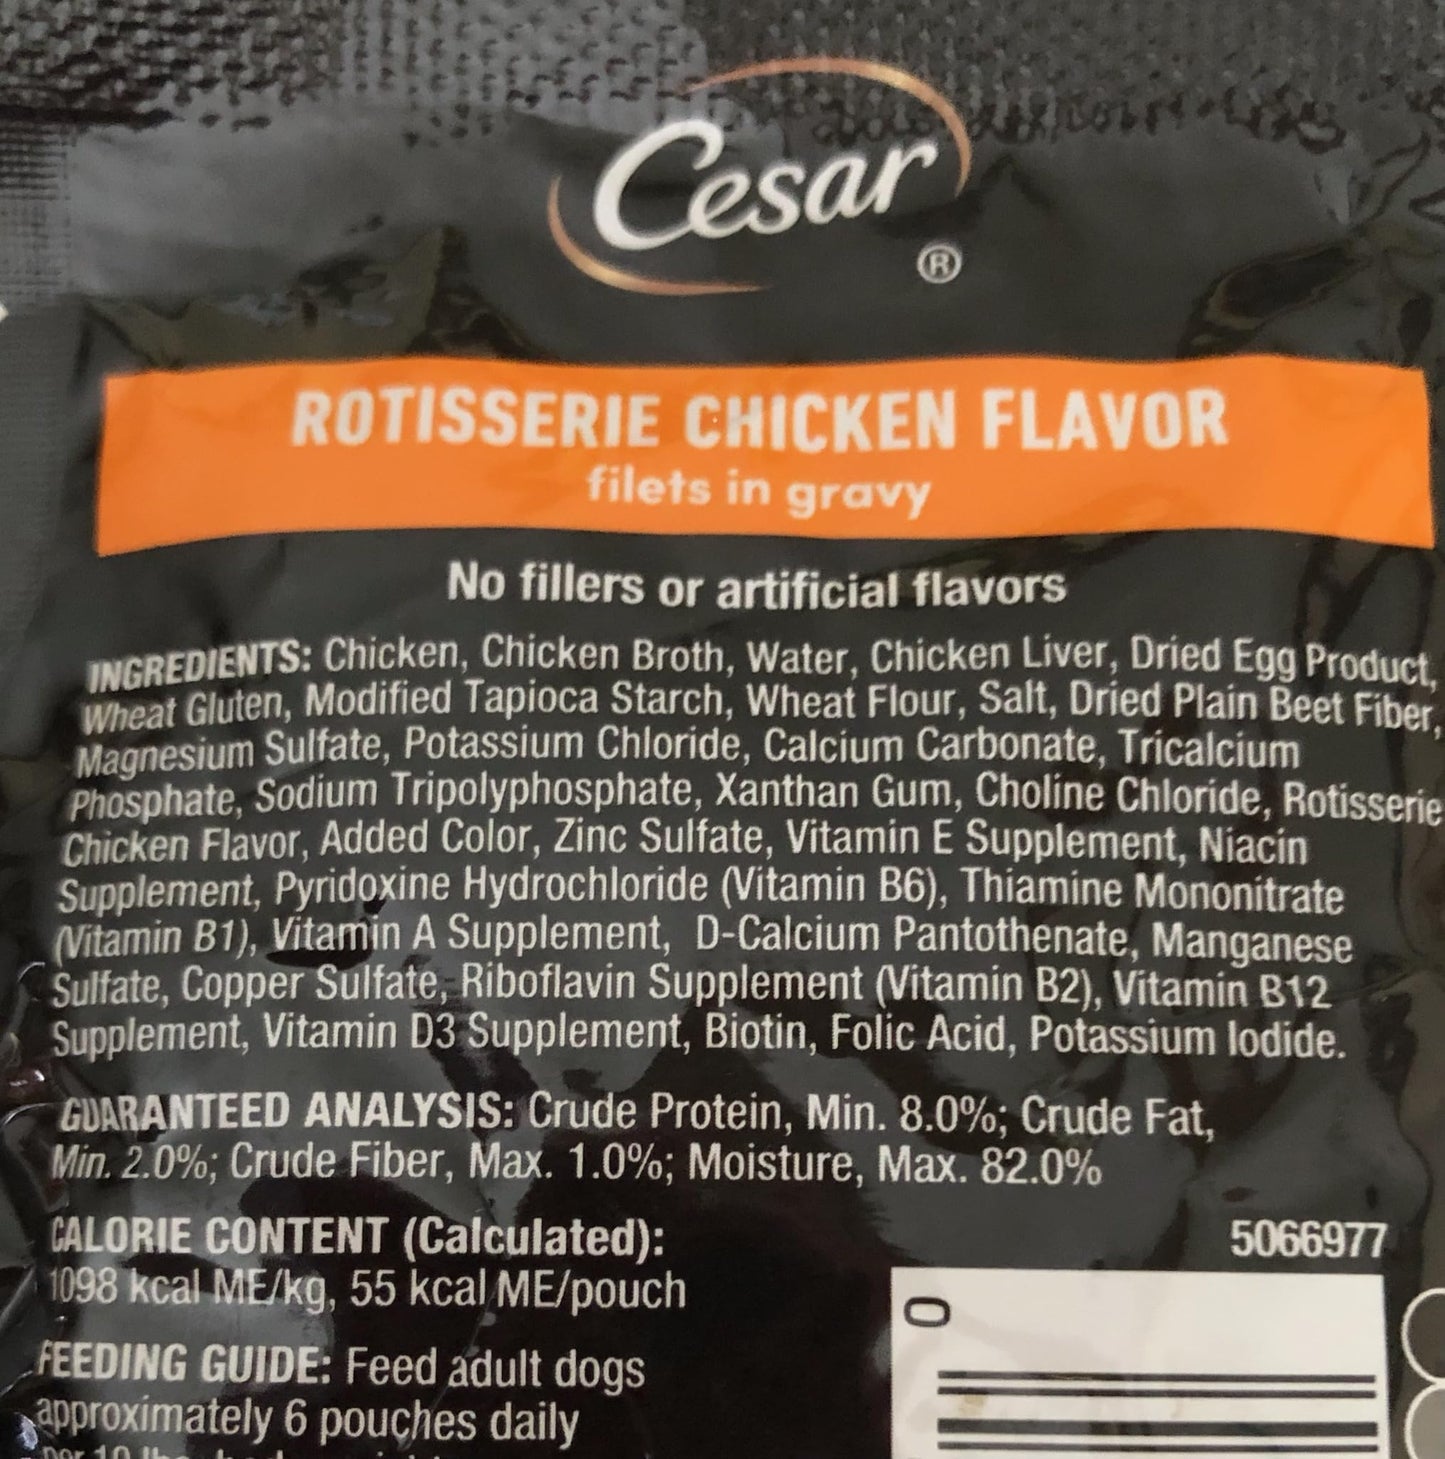 Cesar
®
ROTISSERIE CHICKEN FLAVOR
filets in gravy
No fillers or artificial flavors
INGREDIENTS: Chicken, Chicken Broth, Water, Chicken Liver, Dried Egg Product,
Wheat Gluten, Modified Tapioca Starch, Wheat Flour, Salt, Dried Plain Beet Fiber,
Magnesium Sulfate, Potassium Chloride, Calcium Carbonate, Tricalcium
Phosphate, Sodium Tripolyphosphate, Xanthan Gum, Choline Chloride, Rotisserie
Chicken Flavor, Added Color, Zinc Sulfate, Vitamin E Supplement, Niacin
Supplement, Pyridoxine Hydrochloride (Vitamin B6), Thiamine Mononitrate
(Vitamin B1), Vitamin A Supplement, D-Calcium Pantothenate, Manganese
Sulfate, Copper Sulfate, Riboflavin Supplement (Vitamin B2), Vitamin B12
Supplement, Vitamin D3 Supplement, Biotin, Folic Acid, Potassium Iodide.
GUARANTEED ANALYSIS: Crude Protein, Min. 8.0%; Crude Fat,
Min. 2.0%; Crude Fiber, Max. 1.0%; Moisture, Max. 82.0%
CALORIE CONTENT (Calculated):
1098 kcal ME/kg, 55 kcal ME/pouch
5066977
0
FEEDING GUIDE: Feed adult dogs
approximately 6 pouches daily
per 10